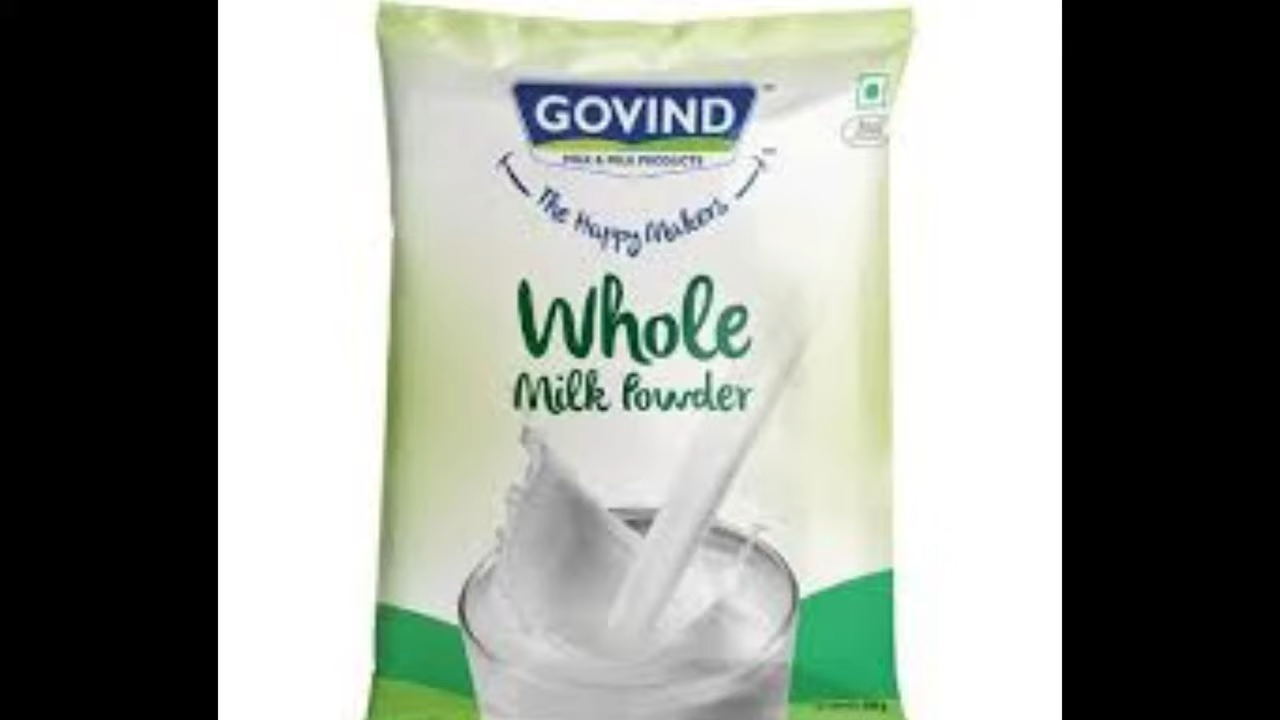 GOVIND
MILK & MILK PRODUCTS
The Happy Makers
Whole
Milk Powder